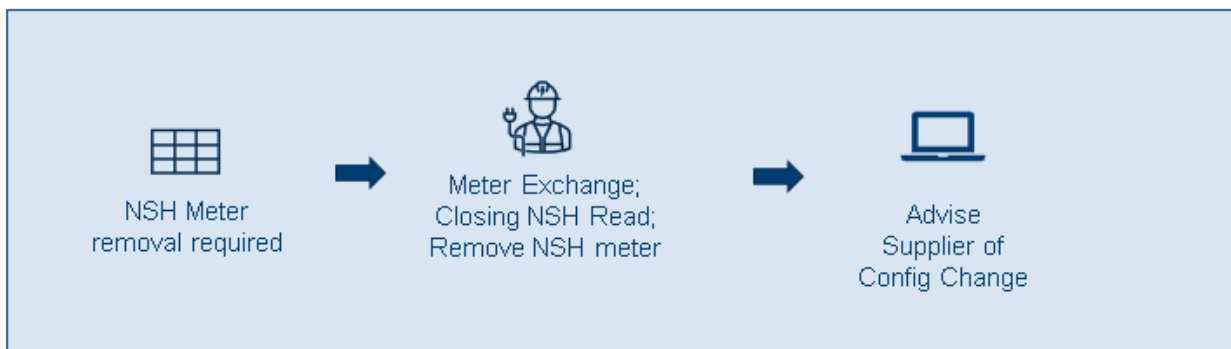 NSH Meter
removal required
Meter Exchange;
Closing NSH Read;
Remove NSH meter
Advise
Supplier of
Config Change